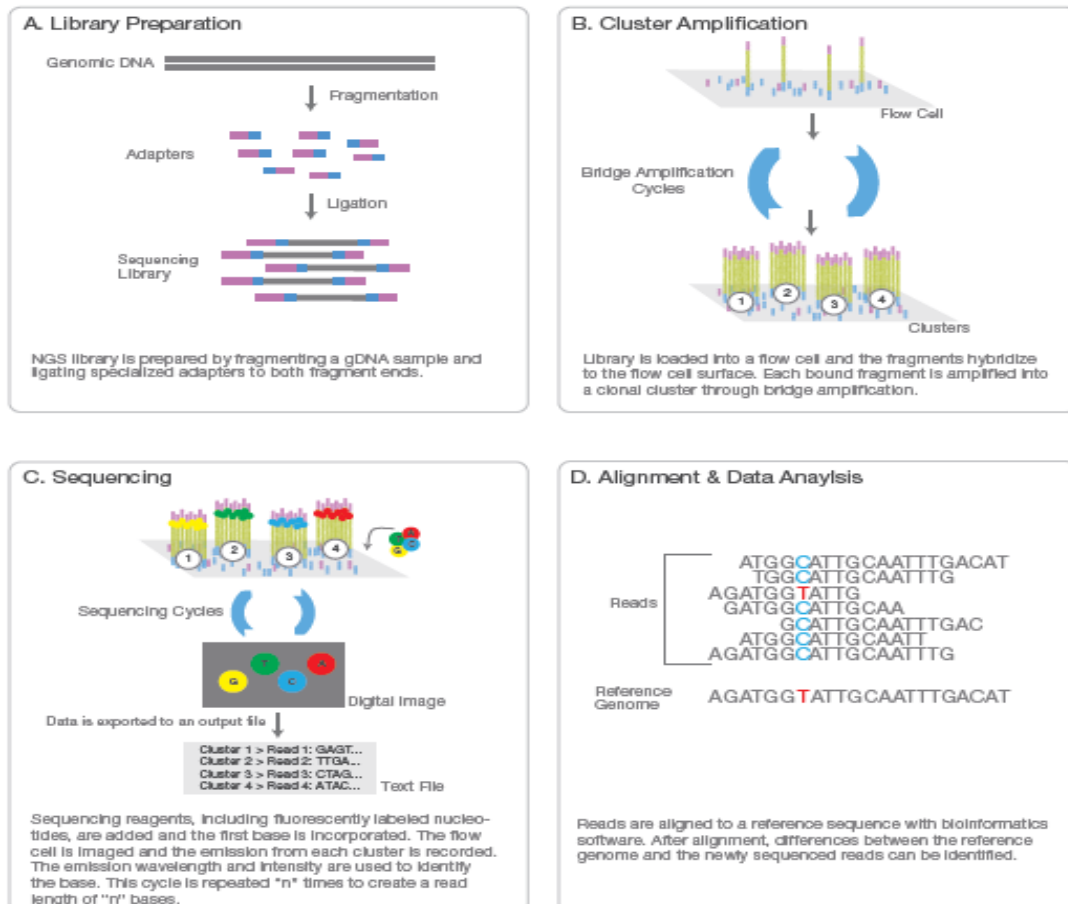 A. Library Preparation
Genomic DNA
Fragmentation
Adapters
Ligation
Sequencing
Library
NGS library is prepared by fragmenting a gDNA sample and
ligating specialized adapters to both fragment ends.
B. Cluster Amplification
Flow Cell
Bridge Amplification
Cycles
1
2
3
4
Clusters
Library is loaded into a flow cell and the fragments hybridize
to the flow cell surface. Each bound fragment is amplified into
a clonal cluster through bridge amplification.
C. Sequencing
1
2
3
4
G
Sequencing Cycles
T
G
C
A
Digital Image
Data is exported to an output file
Cluster 1 > Read 1: GAGT...
Cluster 2 > Read 2: TTGA...
Cluster 3 > Read 3: CTAG...
Cluster 4 > Read 4: ATAC...
Text File
Sequencing reagents, including fluorescently labeled nucleo-
tides, are added and the first base is incorporated. The flow
cell is imaged and the emission from each cluster is recorded.
The emission wavelength and intensity are used to identify
the base. This cycle is repeated "n" times to create a read
length of "n" bases.
D. Alignment & Data Anaylsis
Reads
ATGGCATTGCAATTTGACAT
TGGCATTGCAATTTG
AGATGGTATTG
GATGGCATTGCAA
GCATTGCAATTTGAC
ATGGCATTGCAATT
AGATGGCATTGCAATTTG
Reference
Genome
AGATGGTATTGCAATTTGACAT
Reads are aligned to a reference sequence with bioinformatics
software. After alignment, differences between the reference
genome and the newly sequenced reads can be identified.